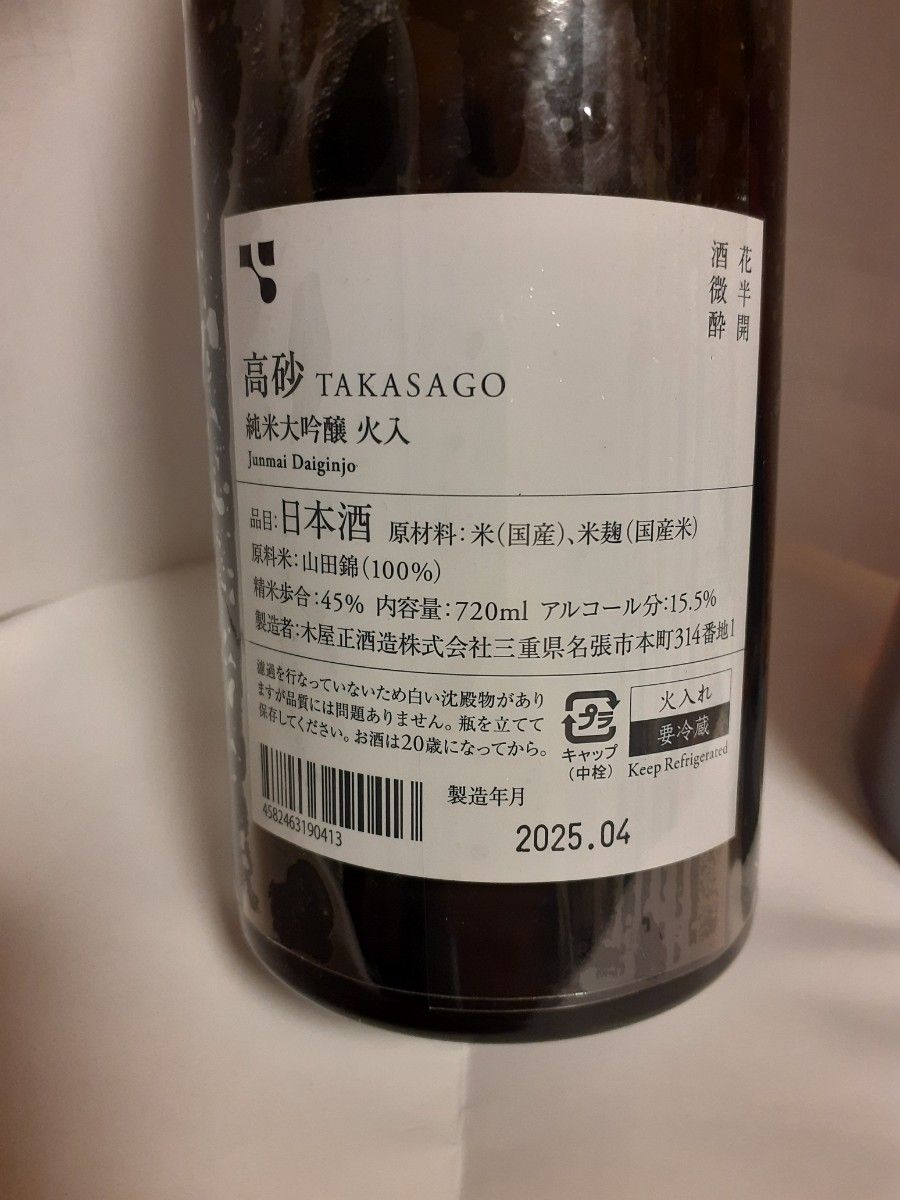 花半開
酒微酔
高砂 TAKASAGO
純米大吟醸 火入
Junmai Daiginjo
品目:日本酒 原材料:米(国産)、米麹(国産米)
原料米:山田錦(100%)
精米歩合:45% 内容量:720ml アルコール分:15.5%
製造者:木屋正酒造株式会社三重県名張市本町314番地1
濾過を行なっていないため白い沈殿物があり
ますが品質には問題ありません。瓶を立てて
保存してください。お酒は20歳になってから。
プラ
キャップ
(中栓)
火入れ
要冷蔵
Keep Refrigerated
4582463190413
製造年月
2025.04